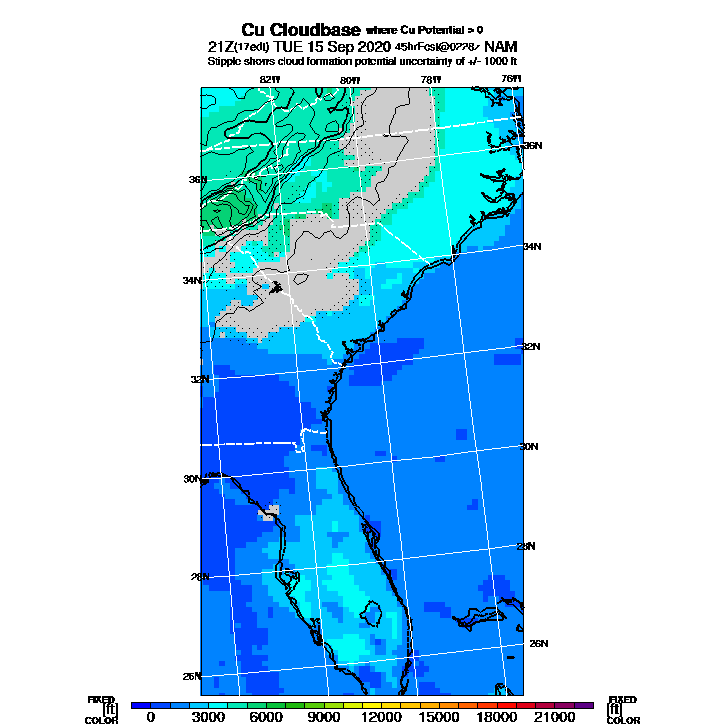 Cu Cloudbase where Cu Potential > 0
21Z(17edt) TUE 15 Sep 2020 45hrFcst@0228z NAM
Stipple shows cloud formation potential uncertainty of +/- 1000 ft
82W 80W 78W 76W
36N
36N
34N
34N
32N
32N
30N
30N
28N
28N
26N
26N
FIXED
[ft]
COLOR
0 3000 6000 9000 12000 15000 18000 21000
FIXED
[ft]
COLOR